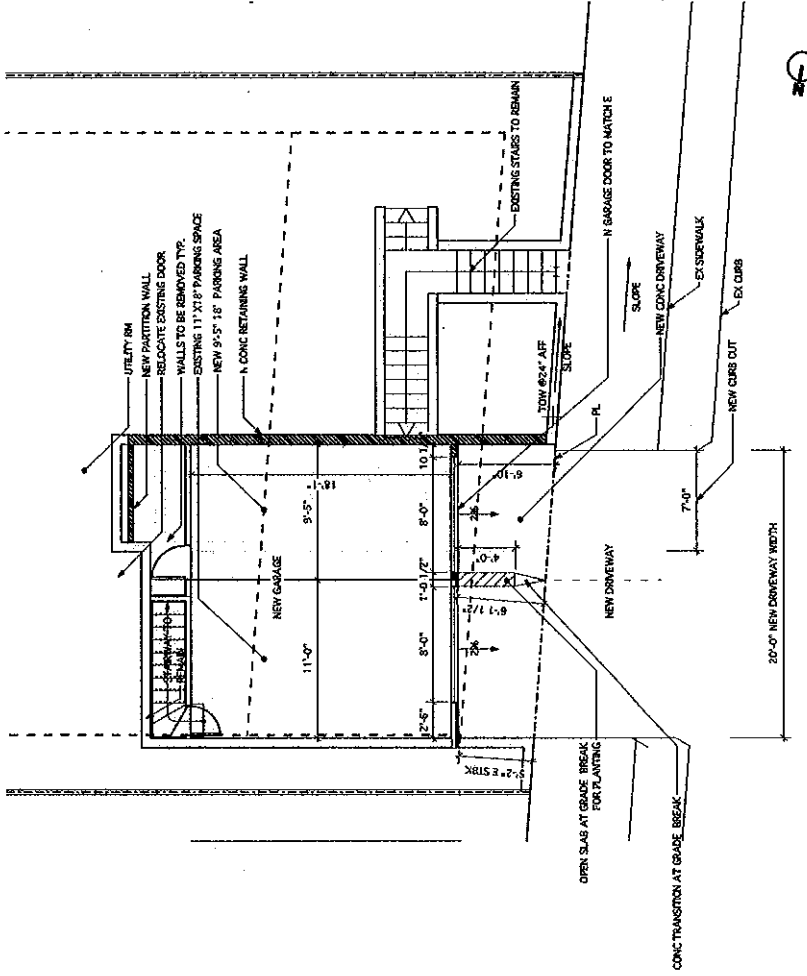 UTILITY RM
NEW PARTITION WALL
RELOCATE EXISTING DOOR
WALLS TO BE REMOVED TYP.
EXISTING 11' X18' PARKING SPACE
NEW 9'-5" 18' PARKING AREA
N CONC RETAINING WALL
EXISTING STAIRS TO REMAIN
N GARAGE DOOR TO MATCH E
TOW @24" AFF
SLOPE
PL
SLOPE
NEW CONC DRIVEWAY
EX SIDEWALK
EX CURB
NEW CURB CUT
STAIRWAY TO
REMAIN
NEW GARAGE
18'-1"
9'-5"
11'-0"
8'-0"
1'-0 1/2"
8'-0"
2'-6"
6'-10"
4'-0"
6'-1 1/2"
5'-2" E STBK
7'-0"
NEW DRIVEWAY
20'-0" NEW DRIVEWAY WIDTH
OPEN SLAB AT GRADE BREAK
FOR PLANTING
CONC TRANSITION AT GRADE BREAK